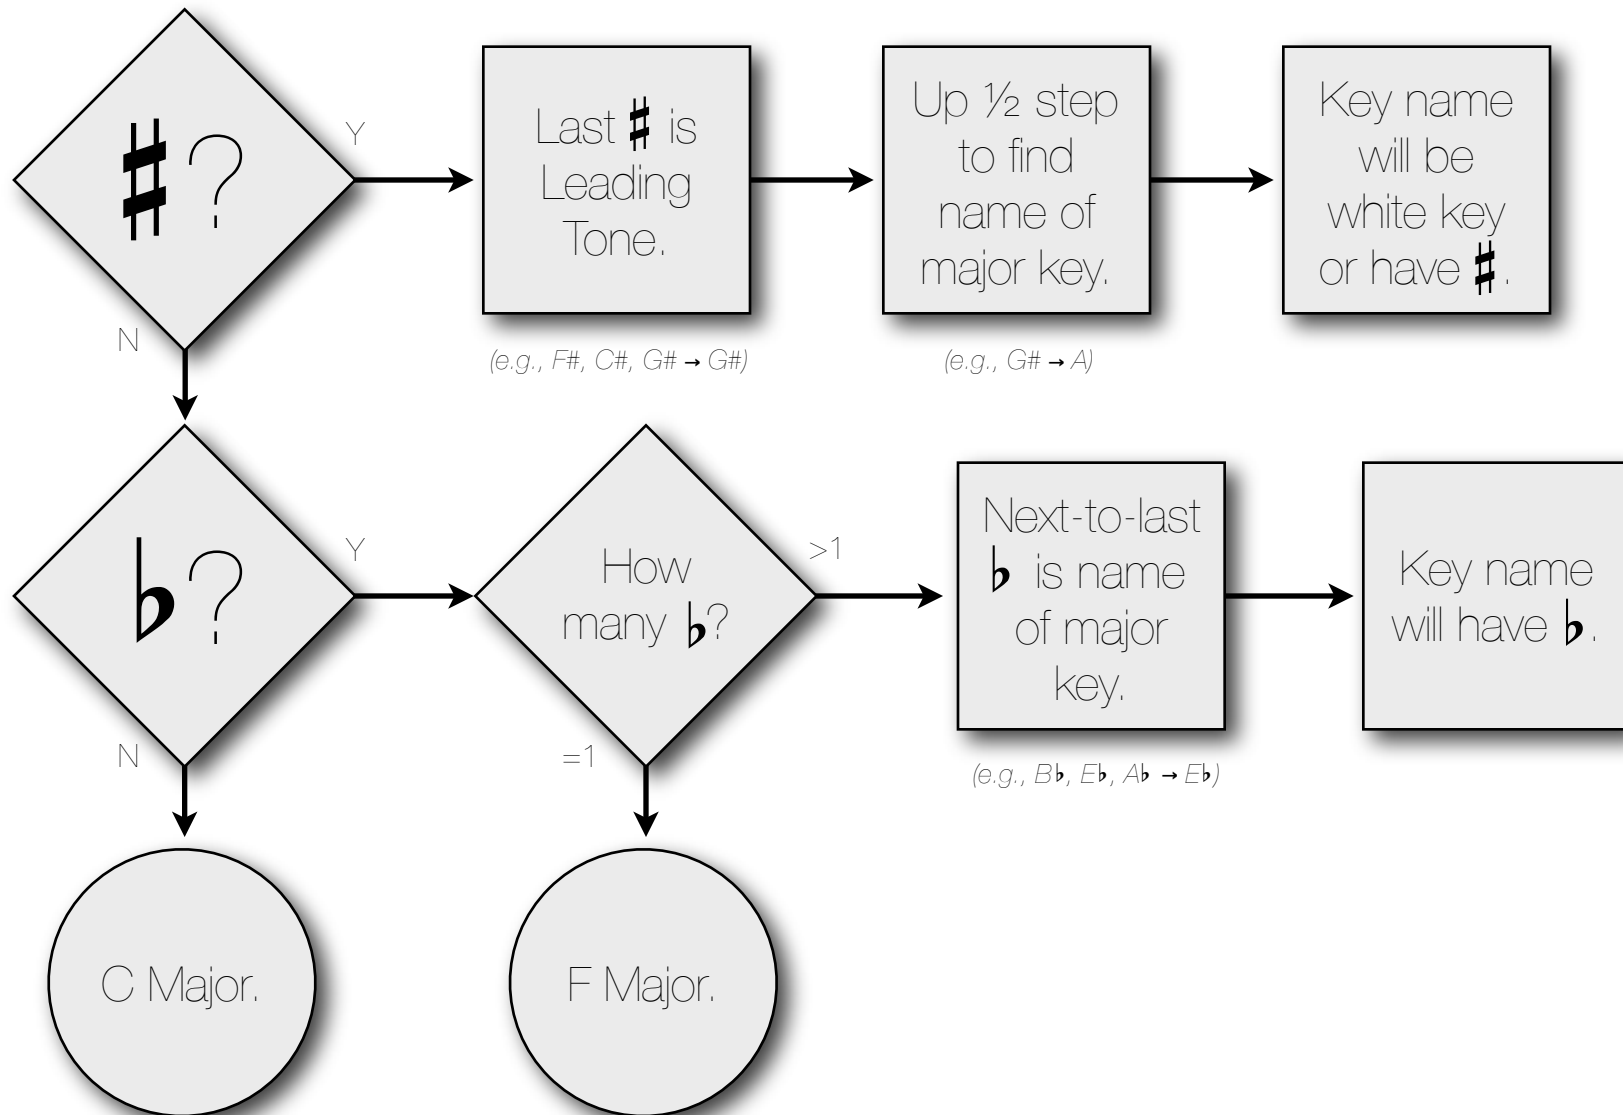 ♯?
Y
N
Last ♯ is
Leading
Tone.
(e.g., F#, C#, G# → G#)
Up ½ step
to find
name of
major key.
(e.g., G# → A)
Key name
will be
white key
or have ♯.
♭?
Y
N
How
many ♭?
>1
=1
Next-to-last
♭ is name
of major
key.
(e.g., B♭, E♭, A♭ → E♭)
Key name
will have ♭.
C Major.
F Major.